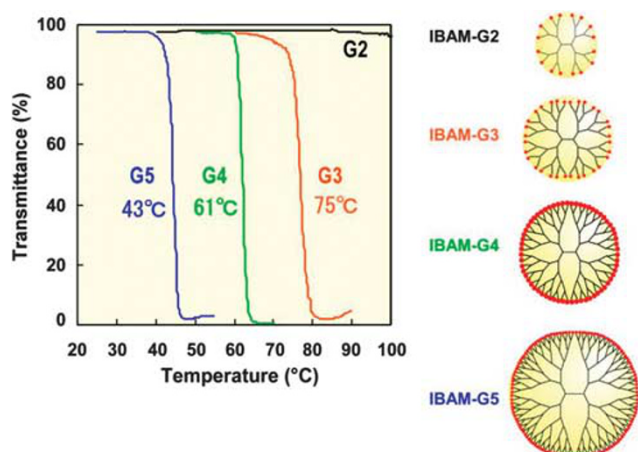 100
80
60
40
20
0
Transmittance (%)
G2
G5
43°C
G4
61°C
G3
75°C
20 30 40 50 60 70 80 90 100
Temperature (°C)
IBAM-G2
IBAM-G3
IBAM-G4
IBAM-G5